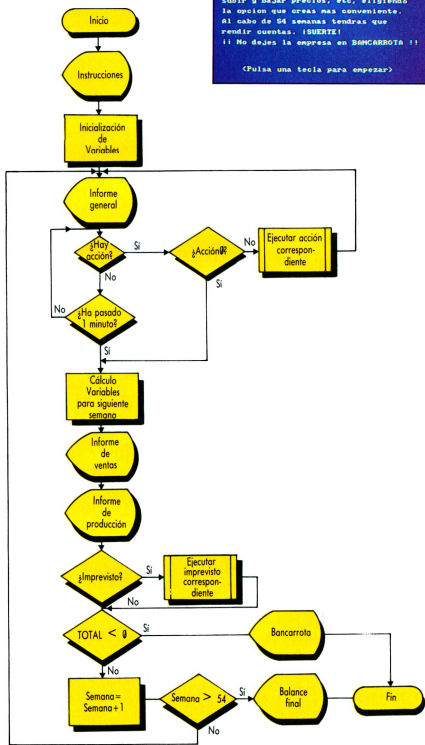 subir y bajar precios, etc, eligiendo
la opcion que creas mas conveniente.
Al cabo de 54 semanas tendras que
rendir cuentas. ¡SUERTE!
¡¡ No dejes la empresa en BANCARROTA !!
<Pulsa una tecla para empezar>
Inicio
Instrucciones
Inicialización
de
Variables
Informe
general
¿Hay
acción?
Sí
¿Acción0?
No
Ejecutar acción
correspon-
diente
No
Sí
¿Ha pasado
1 minuto?
No
Sí
Cálculo
Variables
para siguiente
semana
Informe
de
ventas
Informe
de
producción
¿Imprevisto?
Sí
Ejecutar
imprevisto
correspon-
diente
No
TOTAL < 0
Sí
Bancarrota
No
Semana=
Semana+1
Semana > 54
Sí
Balance
final
Fin
No